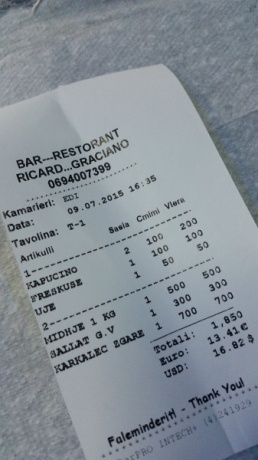 BAR---RESTORANT
RICARD...GRACIANO
0694007399
Kamarieri: EDI
Data: 09.07.2015 16:35
Tavolina: T-1
Artikulli Sasia Cmimi Vlera
1
KAPUCINO 2 100 200
FRESKUSE 1 100 100
UJE 1 50 50
2
MIDHJE 1 KG 1 500 500
SALLAT G.V 1 300 300
KARKALEC ZGARE 1 700 700
Totali: 1,850
Euro: 13.41€
USD: 16.82$
Faleminderit! - Thank You!
PRO INTECH